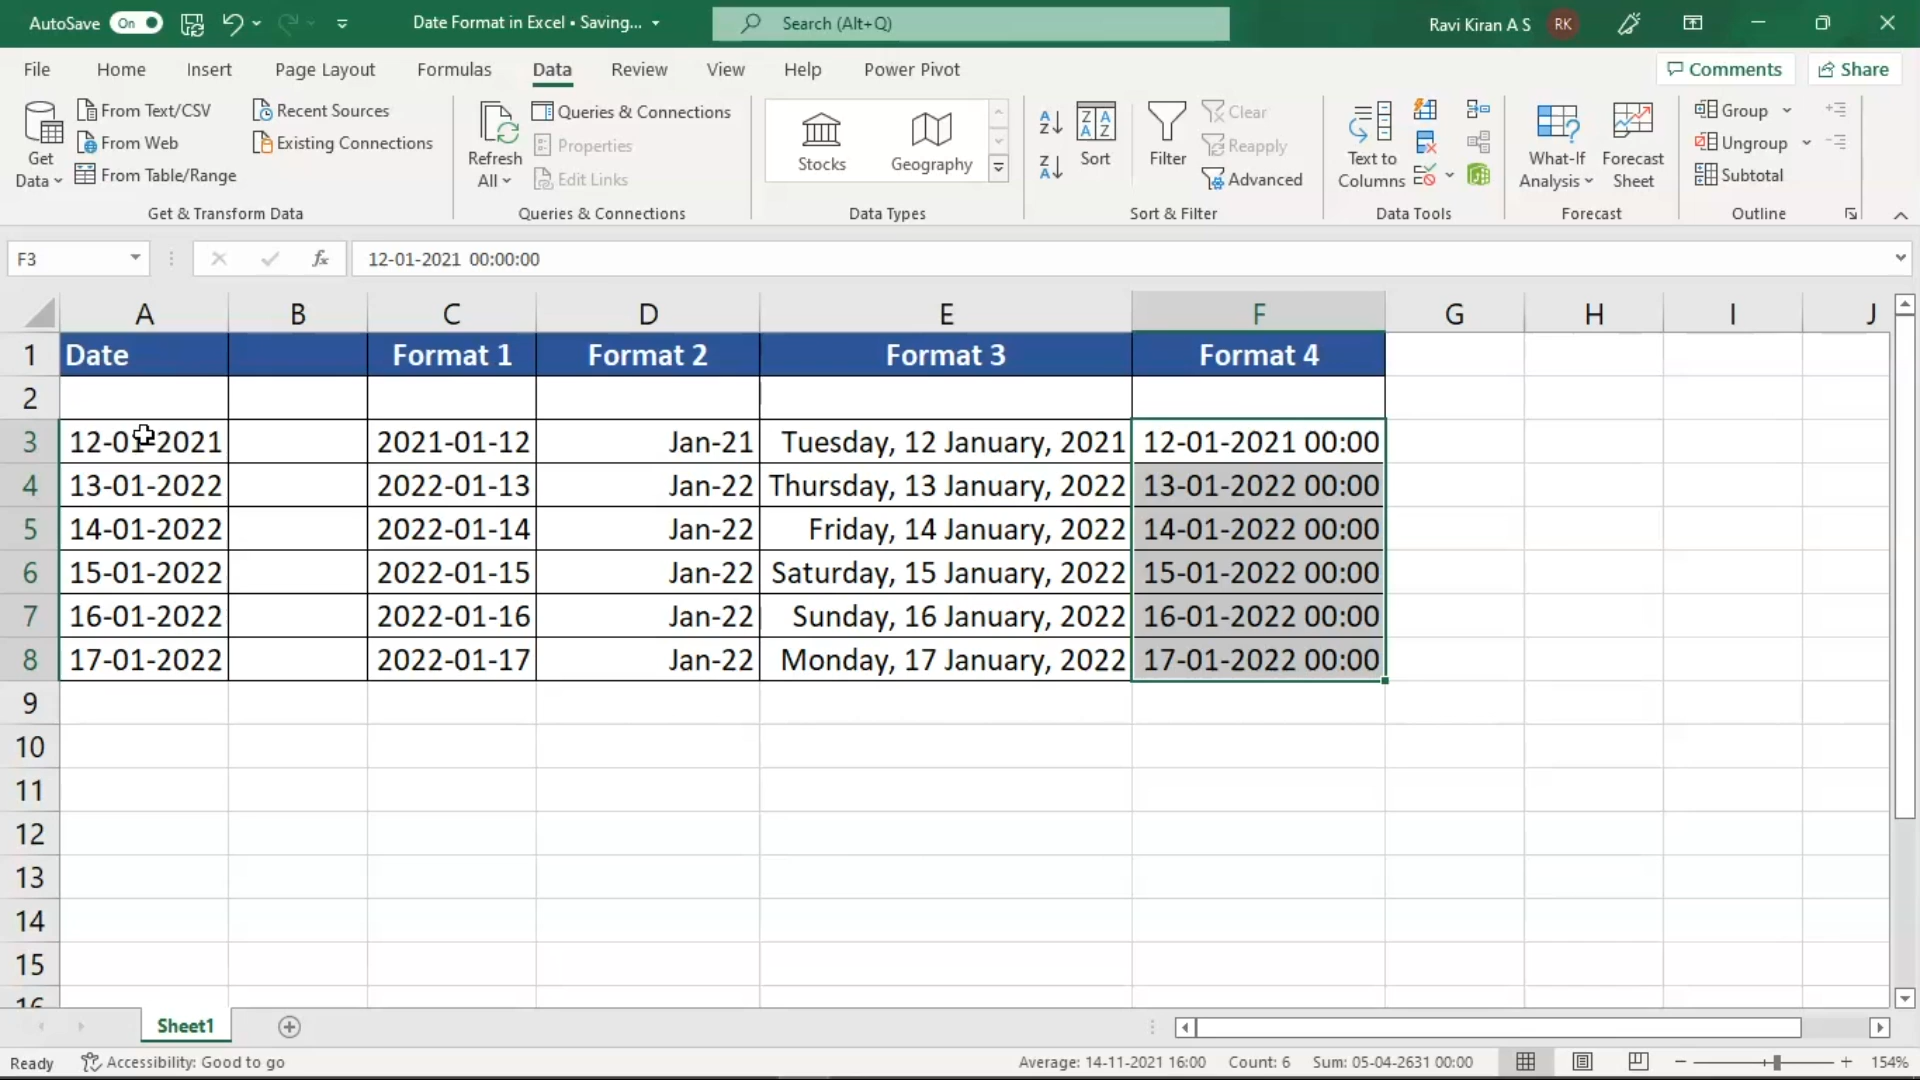 AutoSave On Date Format in Excel • Saving... Search (Alt+Q) Ravi Kiran A S RK
File Home Insert Page Layout Formulas Data Review View Help Power Pivot Comments Share
Get Data
From Text/CSV
From Web
From Table/Range
Recent Sources
Existing Connections
Get & Transform Data
Refresh All
Queries & Connections
Properties
Edit Links
Queries & Connections
Stocks Geography
Data Types
Sort
Filter
Clear
Reapply
Advanced
Sort & Filter
Text to Columns
Data Tools
What-If Analysis
Forecast Sheet
Forecast
Group
Ungroup
Subtotal
Outline
F3 fx 12-01-2021 00:00:00
A B C D E F G H I J
1 Date Format 1 Format 2 Format 3 Format 4
2
3 12-01-2021 2021-01-12 Jan-21 Tuesday, 12 January, 2021 12-01-2021 00:00
4 13-01-2022 2022-01-13 Jan-22 Thursday, 13 January, 2022 13-01-2022 00:00
5 14-01-2022 2022-01-14 Jan-22 Friday, 14 January, 2022 14-01-2022 00:00
6 15-01-2022 2022-01-15 Jan-22 Saturday, 15 January, 2022 15-01-2022 00:00
7 16-01-2022 2022-01-16 Jan-22 Sunday, 16 January, 2022 16-01-2022 00:00
8 17-01-2022 2022-01-17 Jan-22 Monday, 17 January, 2022 17-01-2022 00:00
9
10
11
12
13
14
15
16
Sheet1
Ready Accessibility: Good to go Average: 14-11-2021 16:00 Count: 6 Sum: 05-04-2631 00:00 154%